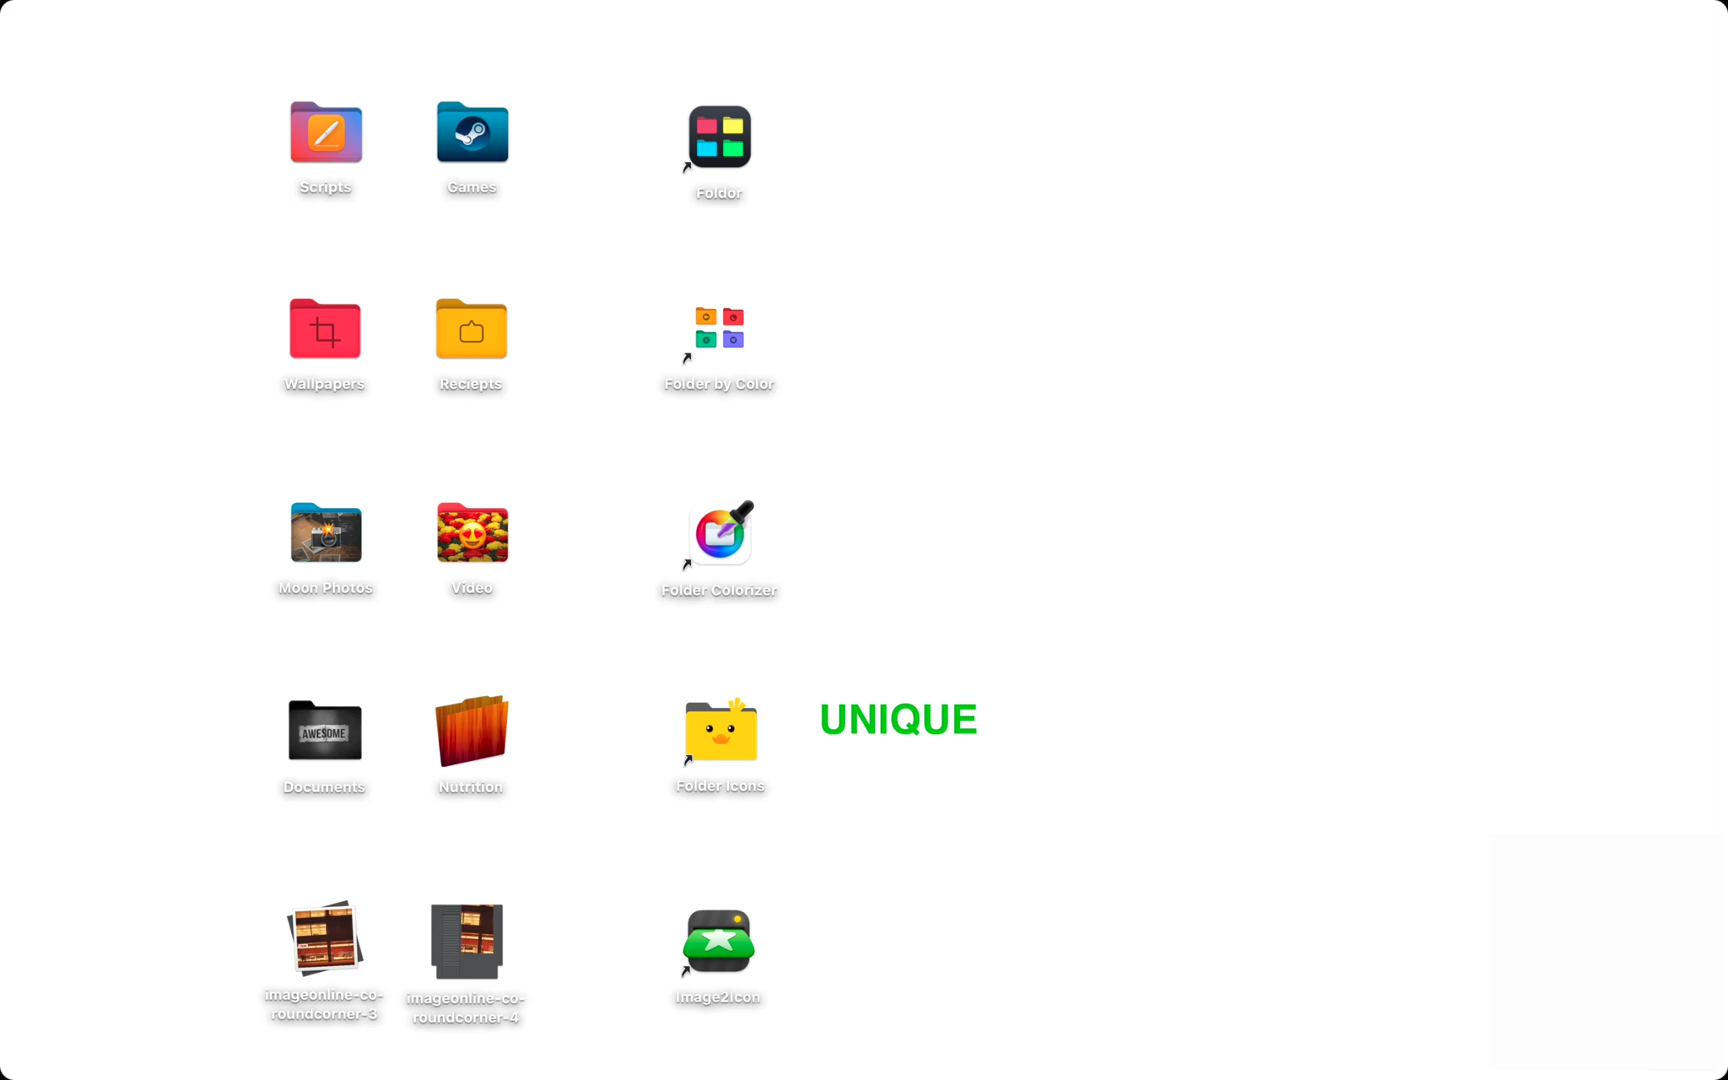 Scripts
Games
Foldor
Wallpapers
Reciepts
Folder by Color
Moon Photos
Video
Folder Colorizer
AWESOME
UNIQUE
Documents
Nutrition
Folder Icons
imageonline-co-
roundcorner-3
imageonline-co-
roundcorner-4
Image2Icon